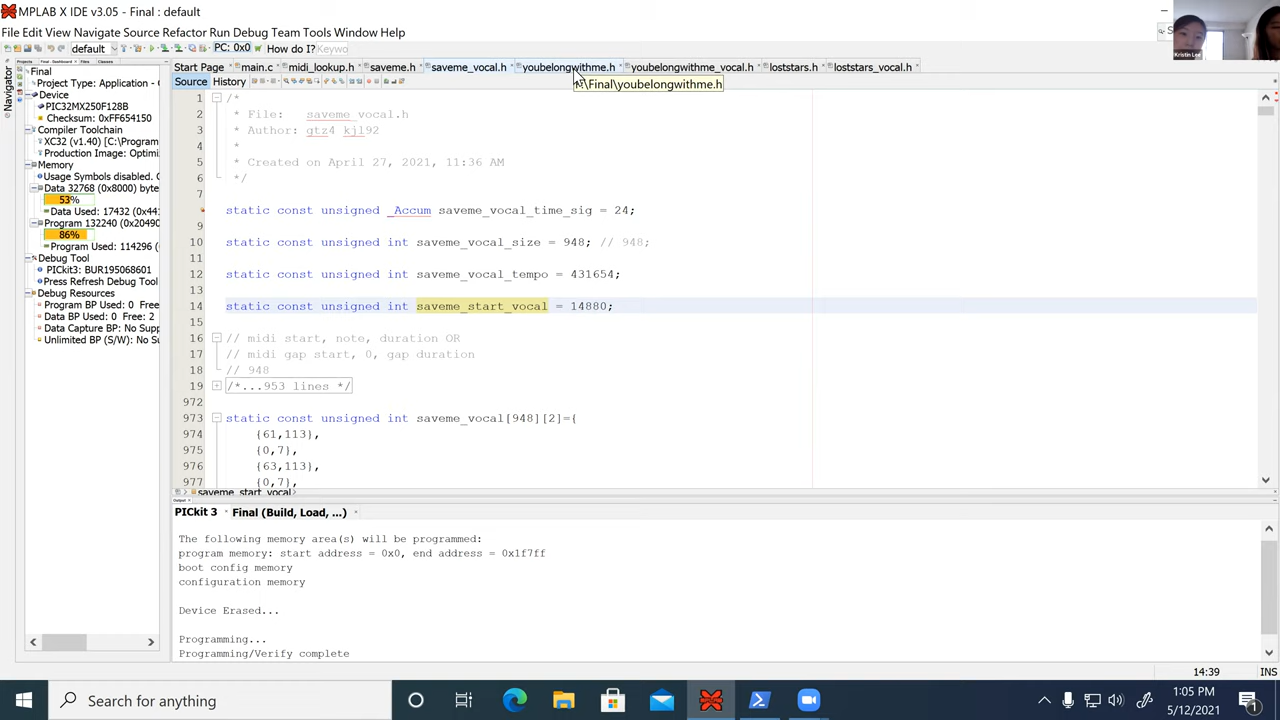 MPLAB X IDE v3.05 - Final : default
File Edit Navigate Source Refactor Run Debug Team Tools Window Help
default PC: 0x0 How do I? Keywo
Start Page main.c midi_lookup.h saveme.h saveme_vocal.h youbelongwithme.h youbelongwithme_vocal.h loststars.h loststars_vocal.h
Source History
\Final\youbelongwithme.h
Kristin Lee
Navigator
Final
Project Type: Application -
Device
PIC32MX250F128B
Checksum: 0xFF654150
Compiler Toolchain
XC32 (v1.40) [C:\Program
Production Image: Optimiz
Memory
Usage Symbols disabled. C
Data 32768 (0x8000) byte
53%
Data Used: 17432 (0x441
Program 132240 (0x20490
86%
Program Used: 114296 (
Debug Tool
PICkit3: BUR195068601
Press Refresh Debug Statu
Debug Resources
Program BP Used: 0 Free
Data BP Used: 0 Free: 2
Data Capture BP: No Sup
Unlimited BP (S/W): No Su
1 /*
2 * File: saveme_vocal.h
3 * Author: gtz4 kjl92
4 *
5 * Created on April 27, 2021, 11:36 AM
6 */
7
static const unsigned _Accum saveme_vocal_time_sig = 24;
9
10 static const unsigned int saveme_vocal_size = 948; // 948;
11
12 static const unsigned int saveme_vocal_tempo = 431654;
13
14 static const unsigned int saveme_start_vocal = 14880;
15
16 // midi start, note, duration OR
17 // midi gap start, 0, gap duration
18 // 948
19 /*...953 lines */
972
973 static const unsigned int saveme_vocal[948][2]={
974 {61,113},
975 {0,7},
976 {63,113},
977 {0,7},
saveme_start_vocal
Output
PICkit 3 Final (Build, Load, ...)
The following memory area(s) will be programmed:
program memory: start address = 0x0, end address = 0x1f7ff
boot config memory
configuration memory
Device Erased...
Programming...
Programming/Verify complete
14:39 INS
Search for anything
1:05 PM
5/12/2021
1